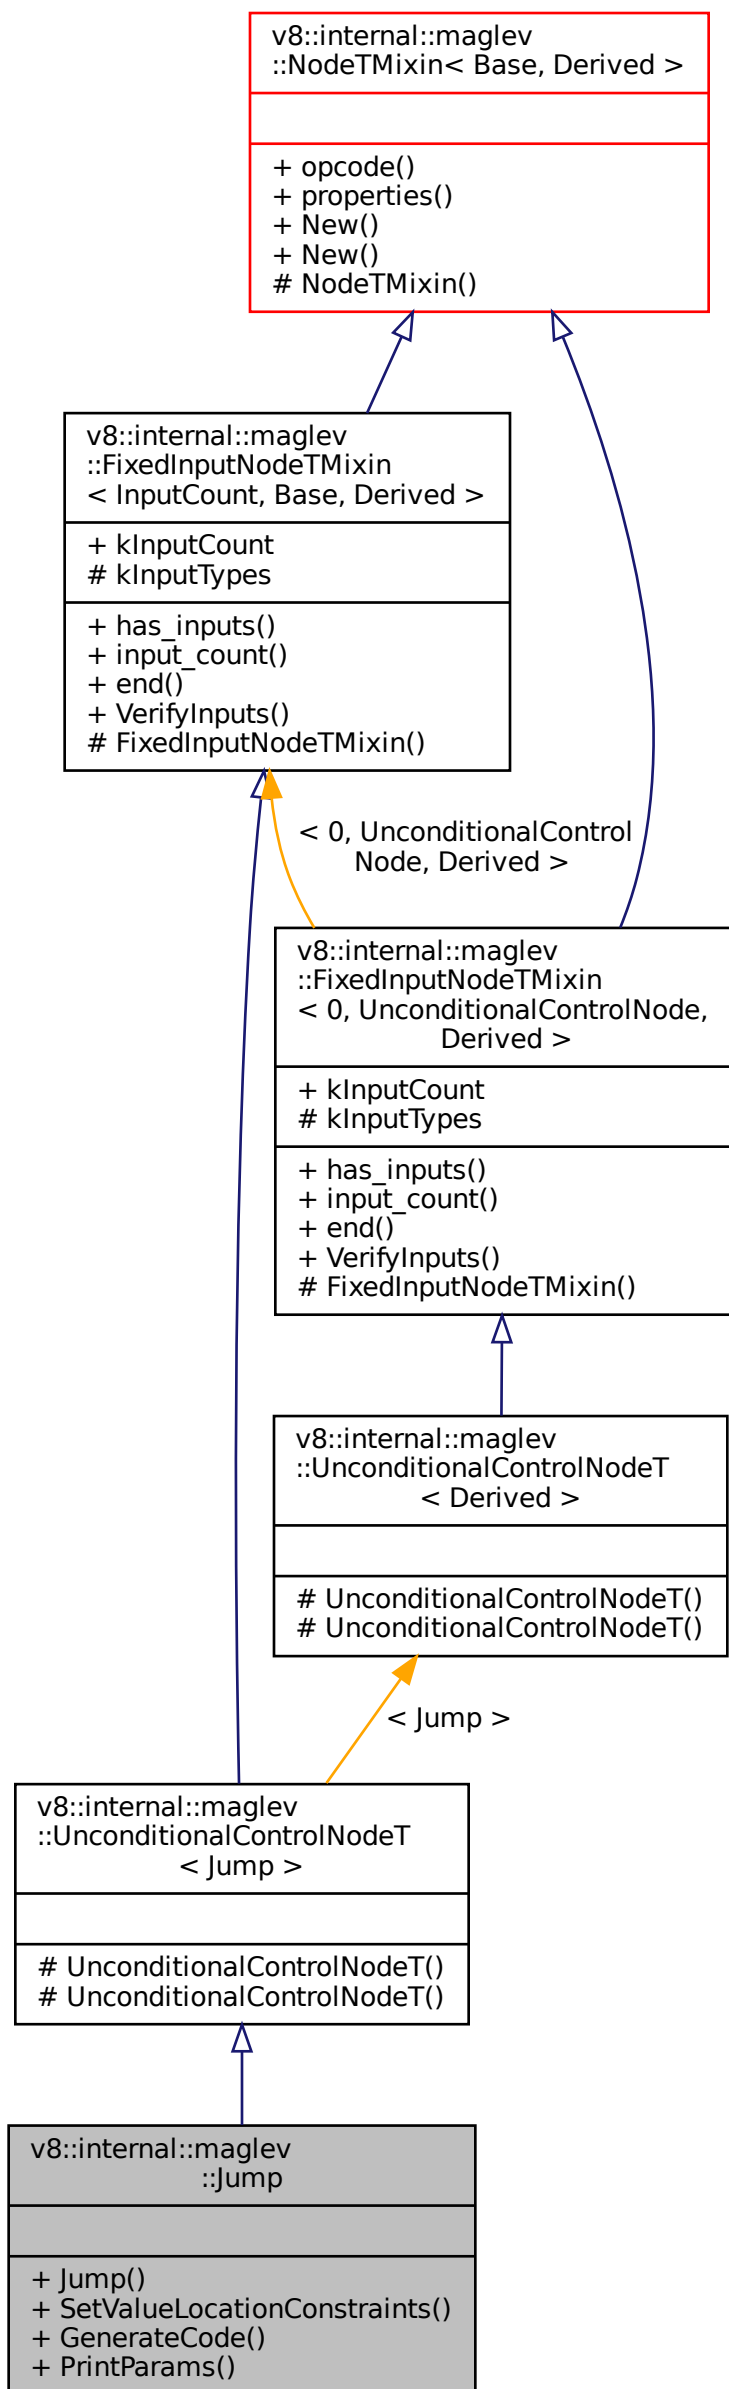 v8::internal::maglev
::NodeTMixin< Base, Derived >
+ opcode()
+ properties()
+ New()
+ New()
# NodeTMixin()
v8::internal::maglev
::FixedInputNodeTMixin
< InputCount, Base, Derived >
+ kInputCount
# kInputTypes
+ has_inputs()
+ input_count()
+ end()
+ VerifyInputs()
# FixedInputNodeTMixin()
< 0, UnconditionalControl
Node, Derived >
v8::internal::maglev
::FixedInputNodeTMixin
< 0, UnconditionalControlNode,
Derived >
+ kInputCount
# kInputTypes
+ has_inputs()
+ input_count()
+ end()
+ VerifyInputs()
# FixedInputNodeTMixin()
v8::internal::maglev
::UnconditionalControlNodeT
< Derived >
# UnconditionalControlNodeT()
# UnconditionalControlNodeT()
< Jump >
v8::internal::maglev
::UnconditionalControlNodeT
< Jump >
# UnconditionalControlNodeT()
# UnconditionalControlNodeT()
v8::internal::maglev
::Jump
+ Jump()
+ SetValueLocationConstraints()
+ GenerateCode()
+ PrintParams()